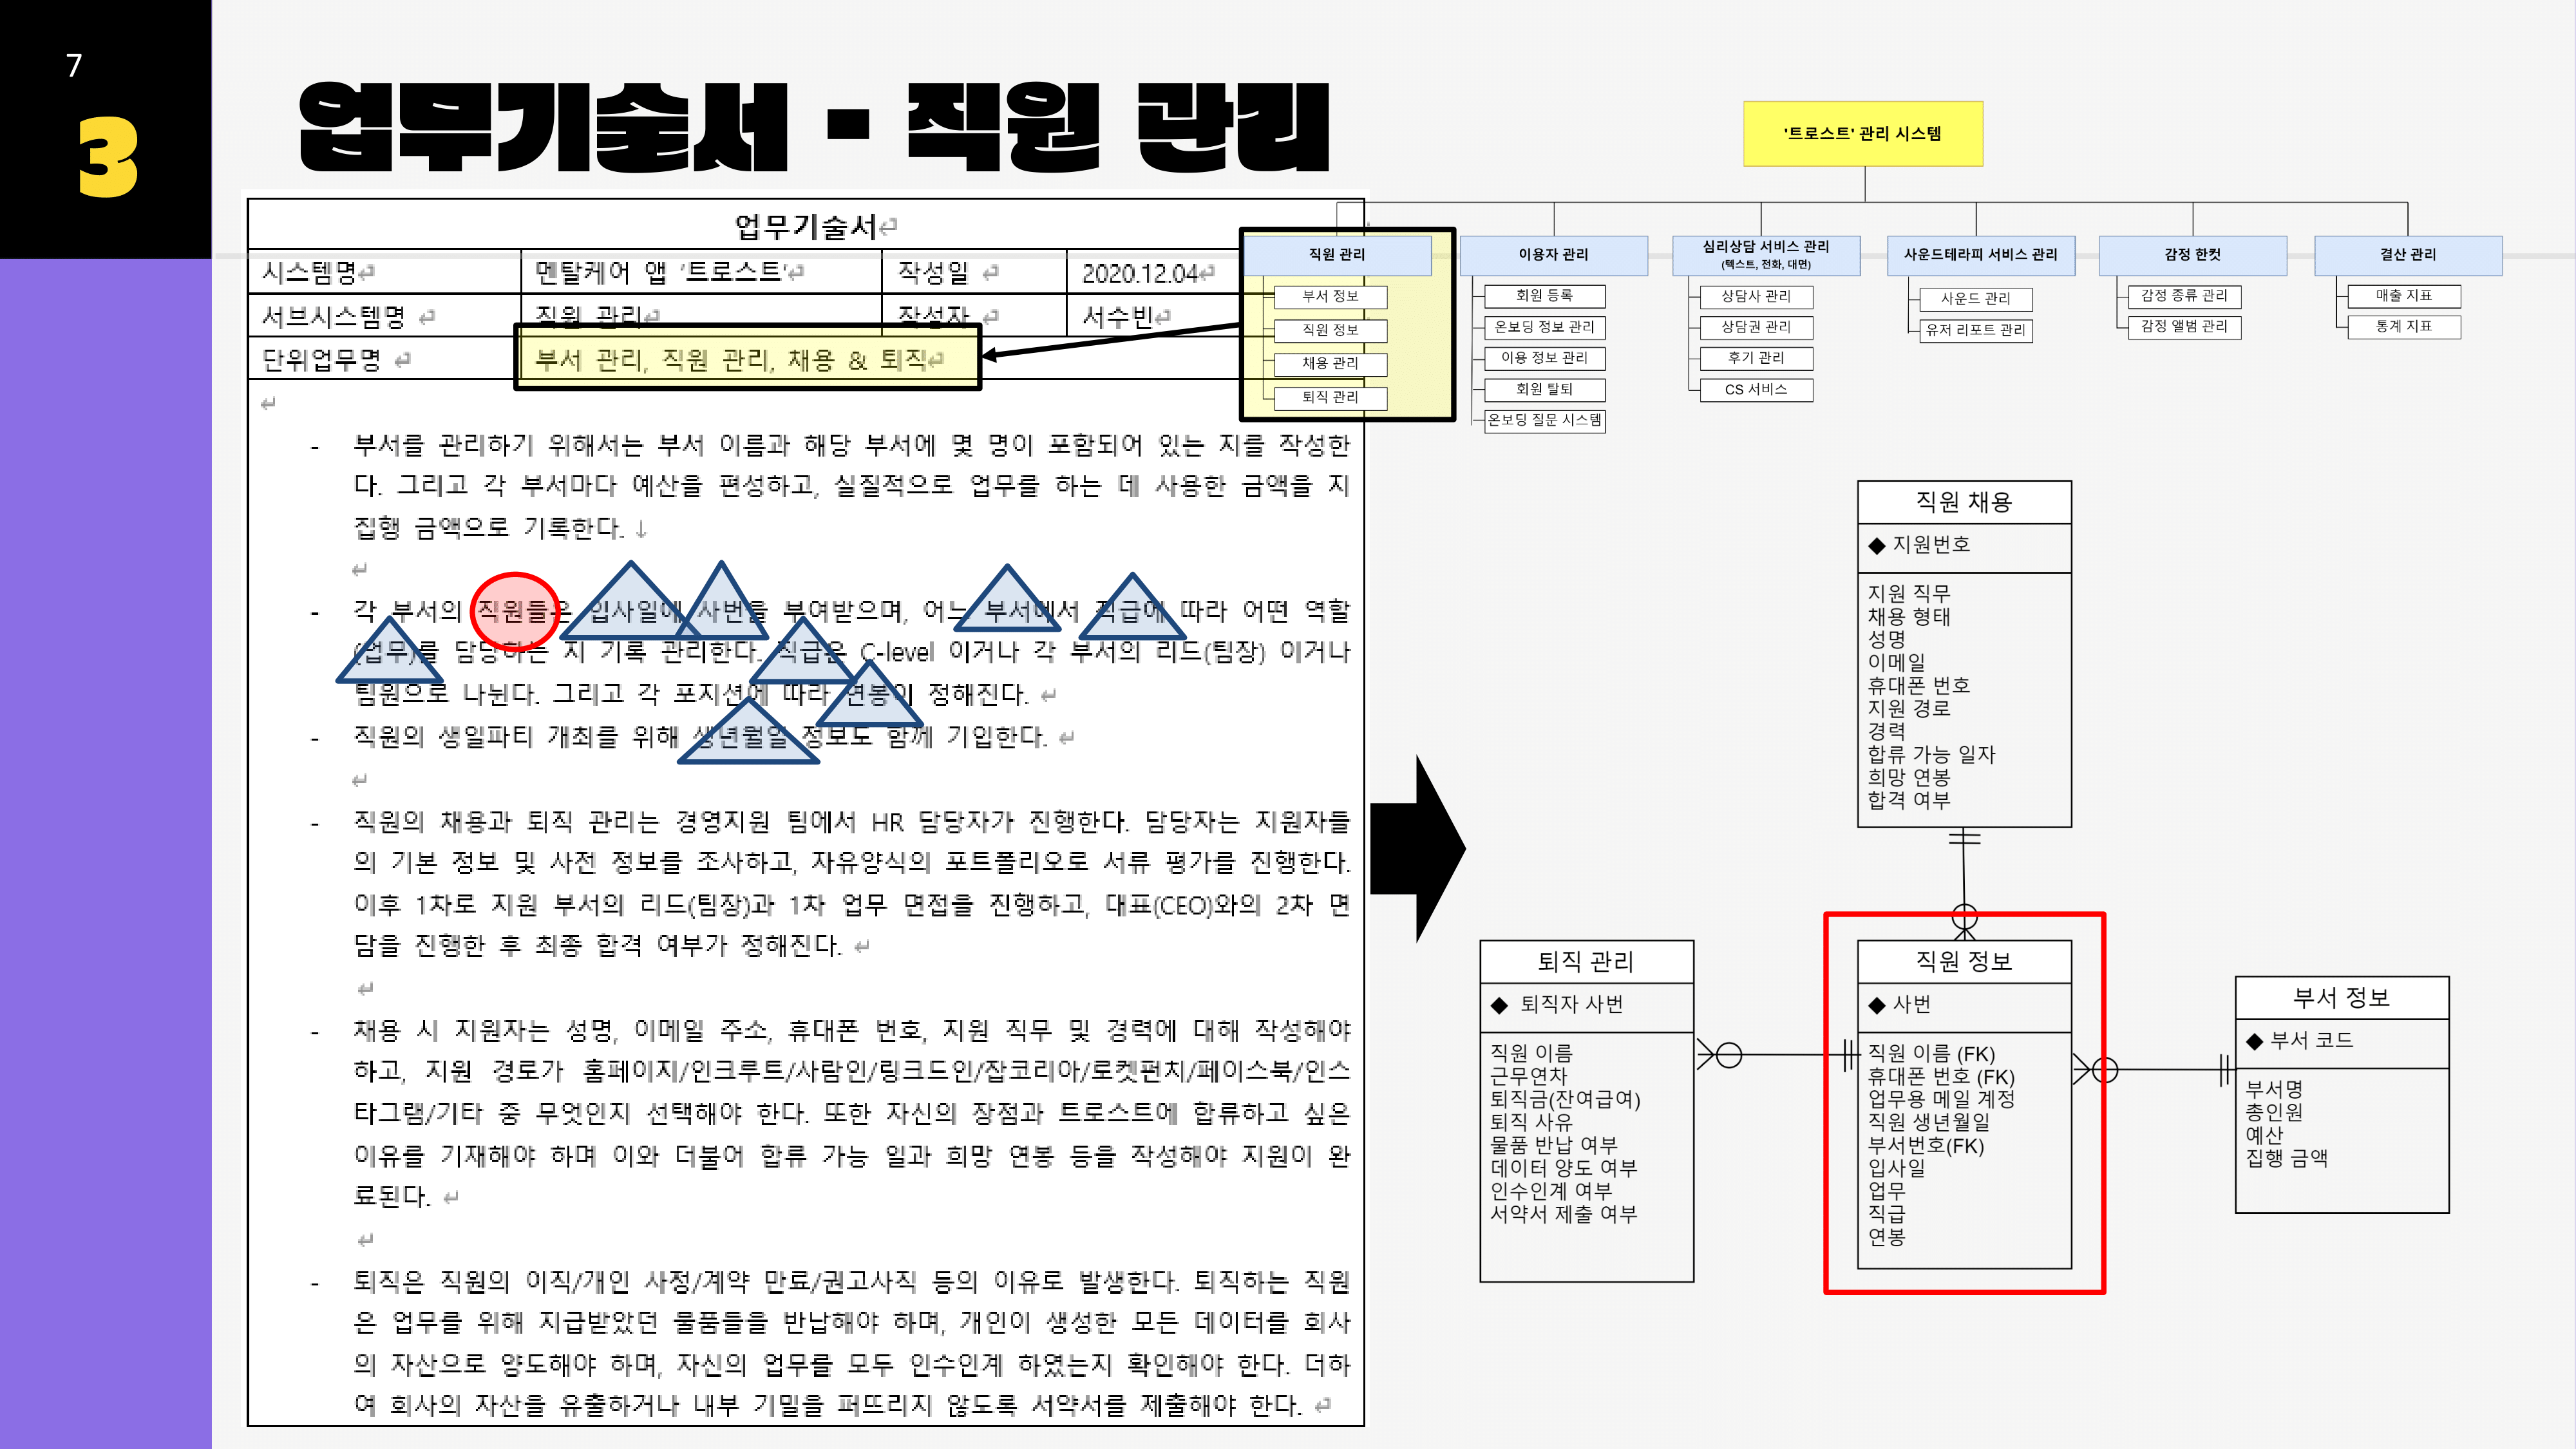 7
3
업무기술서 - 직원 관리
업무기술서
시스템명 멘탈케어 앱 '트로스트' 작성일 2020.12.04
서브시스템명 직원 관리 작성자 서수빈
단위업무명 부서 관리, 직원 관리, 채용 & 퇴직
- 부서를 관리하기 위해서는 부서 이름과 해당 부서에 몇 명이 포함되어 있는 지를 작성한
다. 그리고 각 부서마다 예산을 편성하고, 실질적으로 업무를 하는 데 사용한 금액을 지
집행 금액으로 기록한다.
- 각 부서의 직원들은 입사일에 사번을 부여받으며, 어느 부서에서 직급에 따라 어떤 역할
(업무)를 담당하는 지 기록 관리한다. 직급은 C-level 이거나 각 부서의 리드(팀장) 이거나
팀원으로 나뉜다. 그리고 각 포지션에 따라 연봉이 정해진다.
- 직원의 생일파티 개최를 위해 생년월일 정보도 함께 기입한다.
- 직원의 채용과 퇴직 관리는 경영지원 팀에서 HR 담당자가 진행한다. 담당자는 지원자들
의 기본 정보 및 사전 정보를 조사하고, 자유양식의 포트폴리오로 서류 평가를 진행한다.
이후 1차로 지원 부서의 리드(팀장)과 1차 업무 면접을 진행하고, 대표(CEO)와의 2차 면
담을 진행한 후 최종 합격 여부가 정해진다.
- 채용 시 지원자는 성명, 이메일 주소, 휴대폰 번호, 지원 직무 및 경력에 대해 작성해야
하고, 지원 경로가 홈페이지/인크루트/사람인/링크드인/잡코리아/로켓펀치/페이스북/인스
타그램/기타 중 무엇인지 선택해야 한다. 또한 자신의 장점과 트로스트에 합류하고 싶은
이유를 기재해야 하며 이와 더불어 합류 가능 일과 희망 연봉 등을 작성해야 지원이 완
료된다.
- 퇴직은 직원의 이직/개인 사정/계약 만료/권고사직 등의 이유로 발생한다. 퇴직하는 직원
은 업무를 위해 지급받았던 물품들을 반납해야 하며, 개인이 생성한 모든 데이터를 회사
의 자산으로 양도해야 하며, 자신의 업무를 모두 인수인계 하였는지 확인해야 한다. 더하
여 회사의 자산을 유출하거나 내부 기밀을 퍼뜨리지 않도록 서약서를 제출해야 한다.
'트로스트' 관리 시스템
직원 관리
부서 정보
직원 정보
채용 관리
퇴직 관리
이용자 관리
회원 등록
온보딩 정보 관리
이용 정보 관리
회원 탈퇴
온보딩 질문 시스템
심리상담 서비스 관리
(텍스트, 전화, 대면)
상담사 관리
상담권 관리
후기 관리
CS 서비스
사운드테라피 서비스 관리
사운드 관리
유저 리포트 관리
감정 한컷
감정 종류 관리
감정 앨범 관리
결산 관리
매출 지표
통계 지표
직원 채용
◆ 지원번호
지원 직무
채용 형태
성명
이메일
휴대폰 번호
지원 경로
경력
합류 가능 일자
희망 연봉
합격 여부
퇴직 관리
◆ 퇴직자 사번
직원 이름
근무연차
퇴직금(잔여급여)
퇴직 사유
물품 반납 여부
데이터 양도 여부
인수인계 여부
서약서 제출 여부
직원 정보
◆ 사번
직원 이름 (FK)
휴대폰 번호 (FK)
업무용 메일 계정
직원 생년월일
부서번호(FK)
입사일
업무
직급
연봉
부서 정보
◆ 부서 코드
부서명
총인원
예산
집행 금액